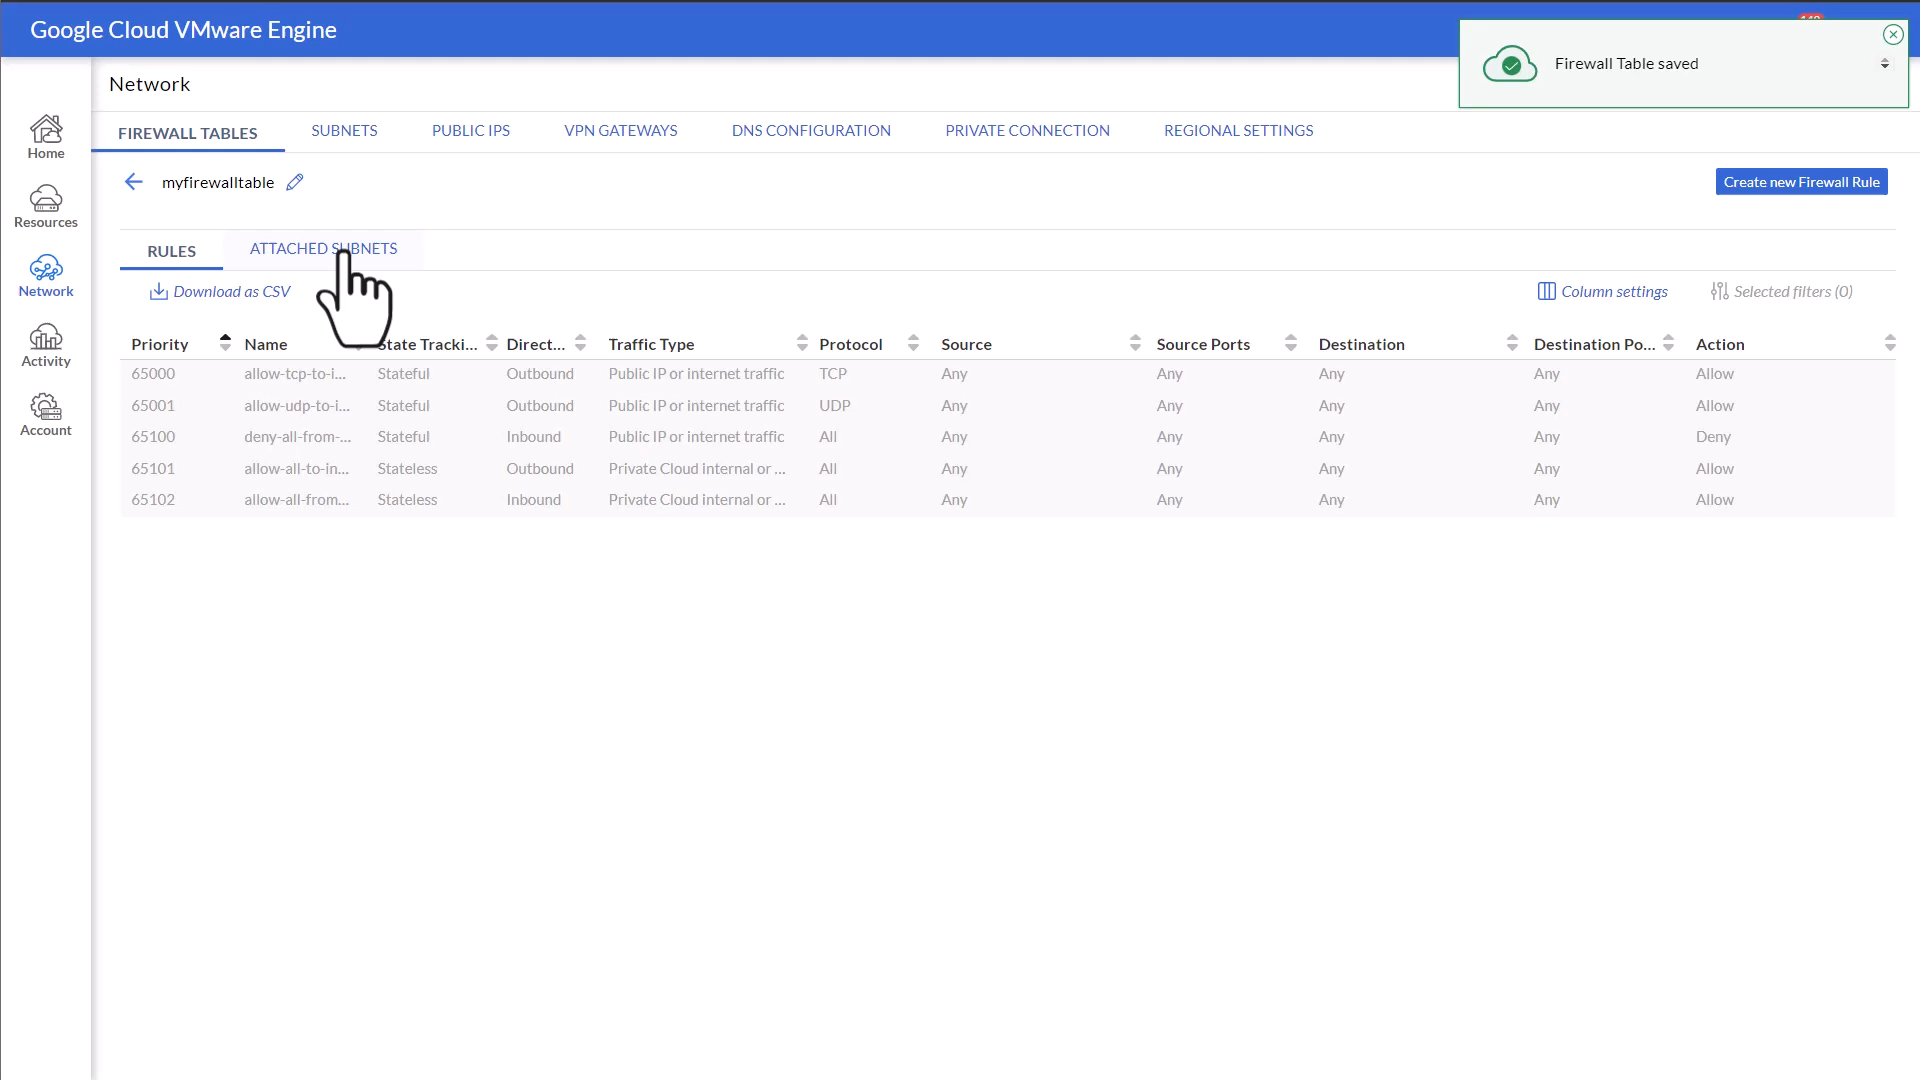 Google Cloud VMware Engine
Firewall Table saved
Network
FIREWALL TABLES SUBNETS PUBLIC IPS VPN GATEWAYS DNS CONFIGURATION PRIVATE CONNECTION REGIONAL SETTINGS
Home
Resources
Network
Activity
Account
myfirewalltable
Create new Firewall Rule
RULES ATTACHED SUBNETS
Download as CSV Column settings Selected filters (0)
Priority Name State Tracki... Direct... Traffic Type Protocol Source Source Ports Destination Destination Po... Action
65000 allow-tcp-to-i... Stateful Outbound Public IP or internet traffic TCP Any Any Any Any Allow
65001 allow-udp-to-i... Stateful Outbound Public IP or internet traffic UDP Any Any Any Any Allow
65100 deny-all-from-... Stateful Inbound Public IP or internet traffic All Any Any Any Any Deny
65101 allow-all-to-in... Stateless Outbound Private Cloud internal or ... All Any Any Any Any Allow
65102 allow-all-from... Stateless Inbound Private Cloud internal or ... All Any Any Any Any Allow